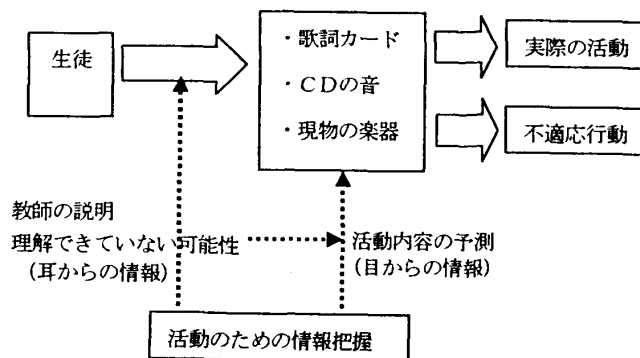 生徒
・歌詞カード
・ＣＤの音
・現物の楽器
実際の活動
不適応行動
教師の説明
理解できていない可能性
（耳からの情報）
活動内容の予測
（目からの情報）
活動のための情報把握